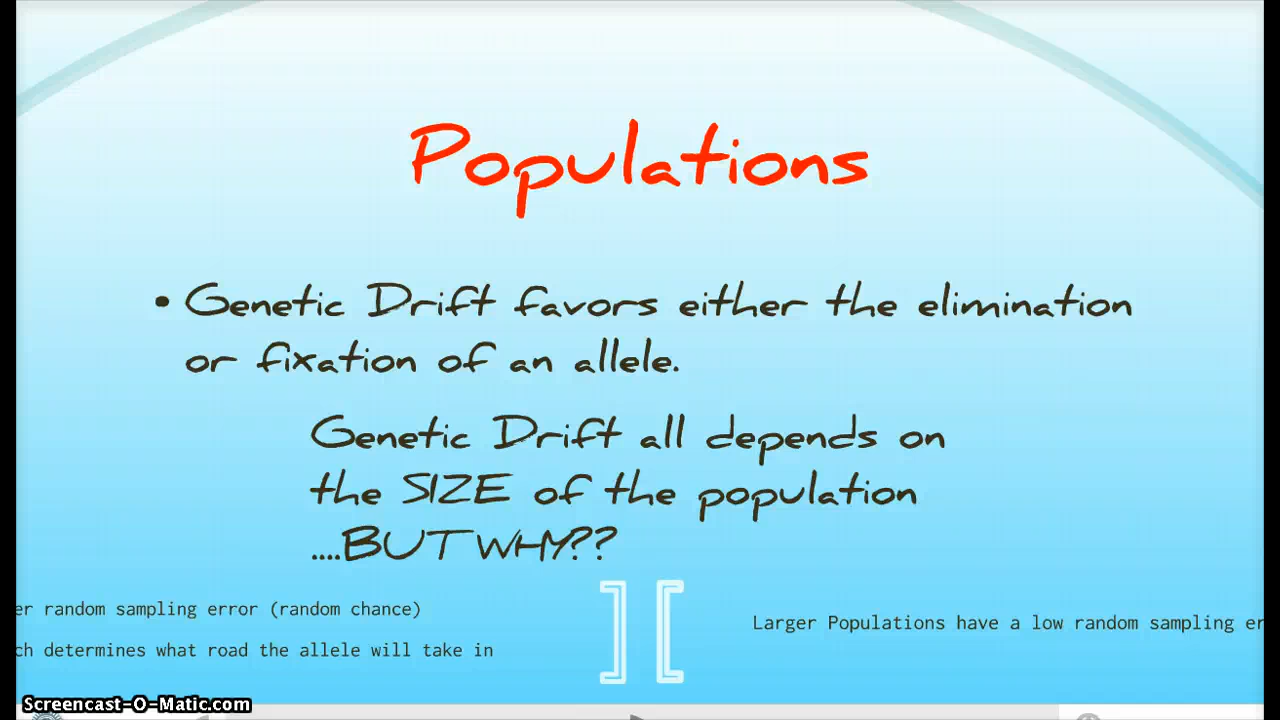 Populations
• Genetic Drift favors either the elimination
or fixation of an allele.
Genetic Drift all depends on
the SIZE of the population
....BUT WHY??
random sampling error (random chance)
determines what road the allele will take in
Larger Populations have a low random sampling
Screencast-O-Matic.com